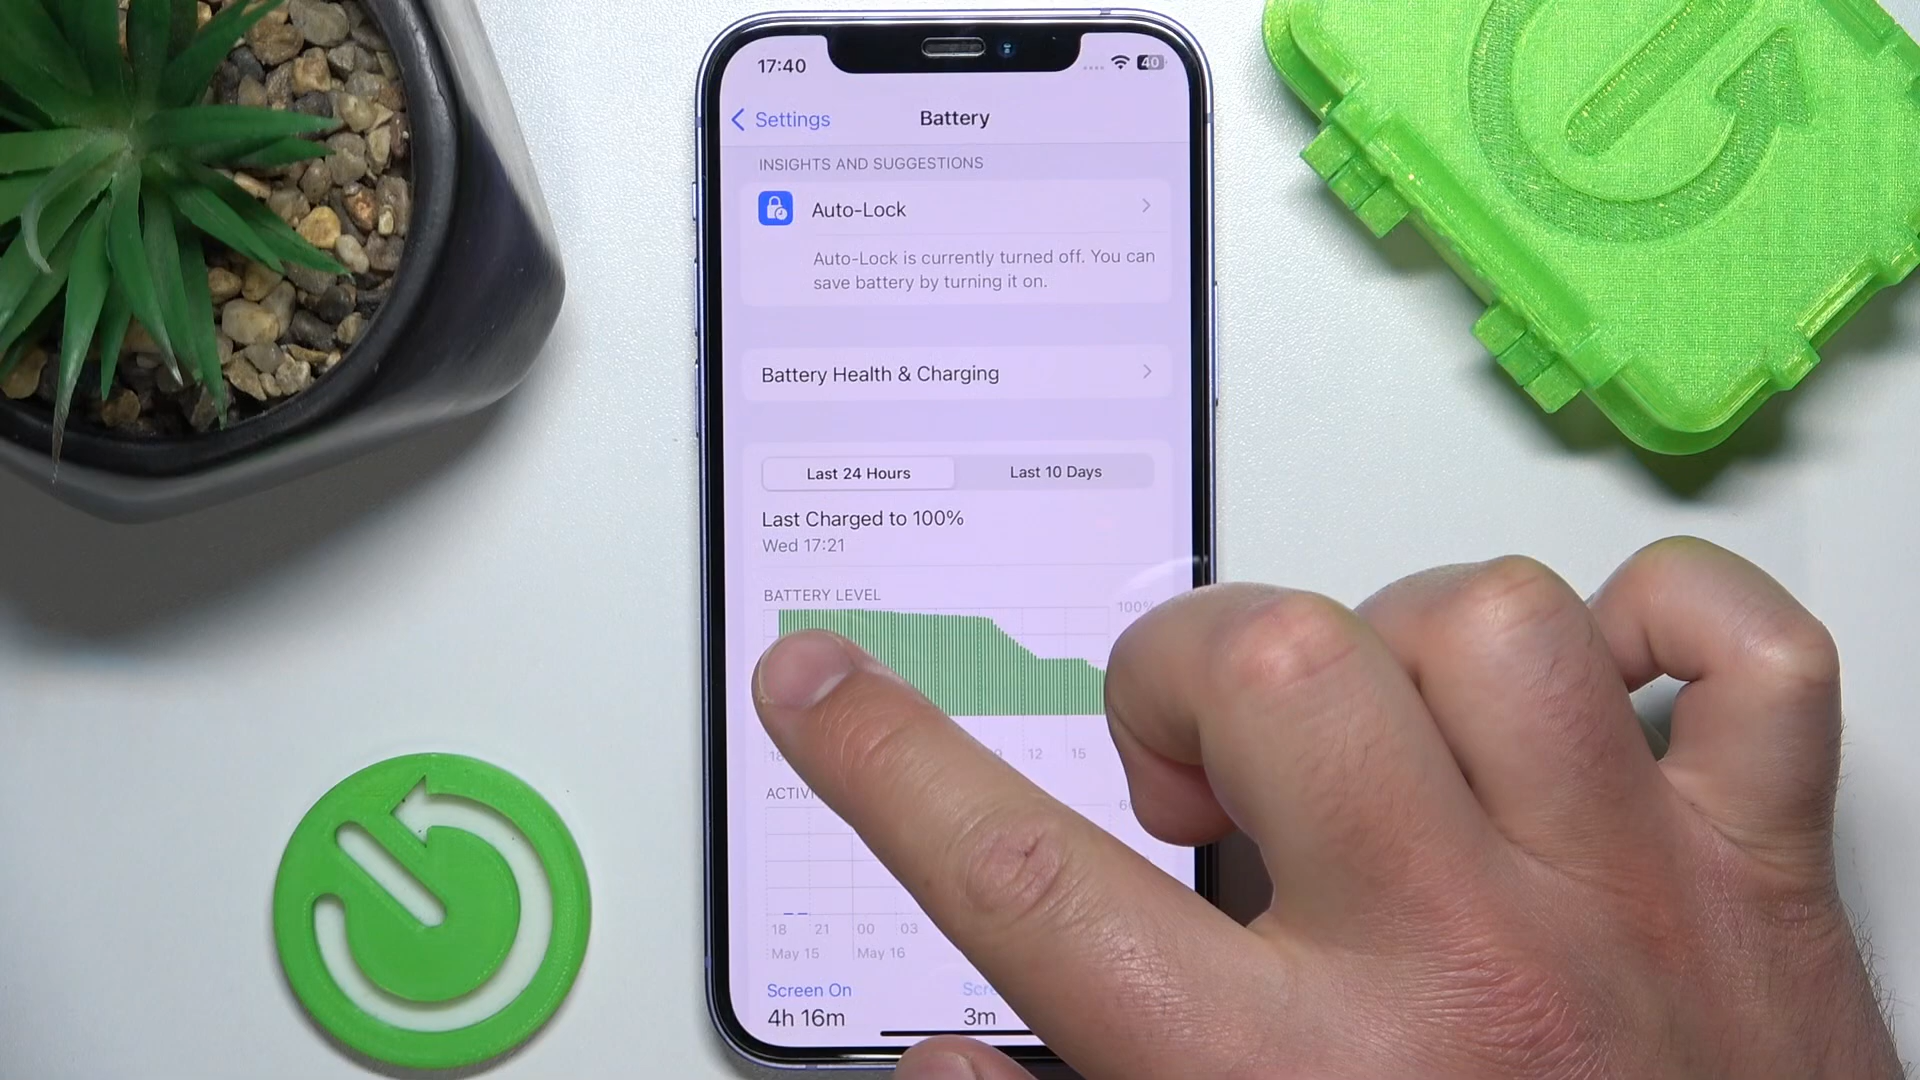 17:40
40
Settings
Battery
INSIGHTS AND SUGGESTIONS
Auto-Lock
Auto-Lock is currently turned off. You can
save battery by turning it on.
Battery Health & Charging
Last 24 Hours
Last 10 Days
Last Charged to 100%
Wed 17:21
BATTERY LEVEL
100%
12 15
18 21 00 03
May 15 May 16
Screen On
4h 16m
3m